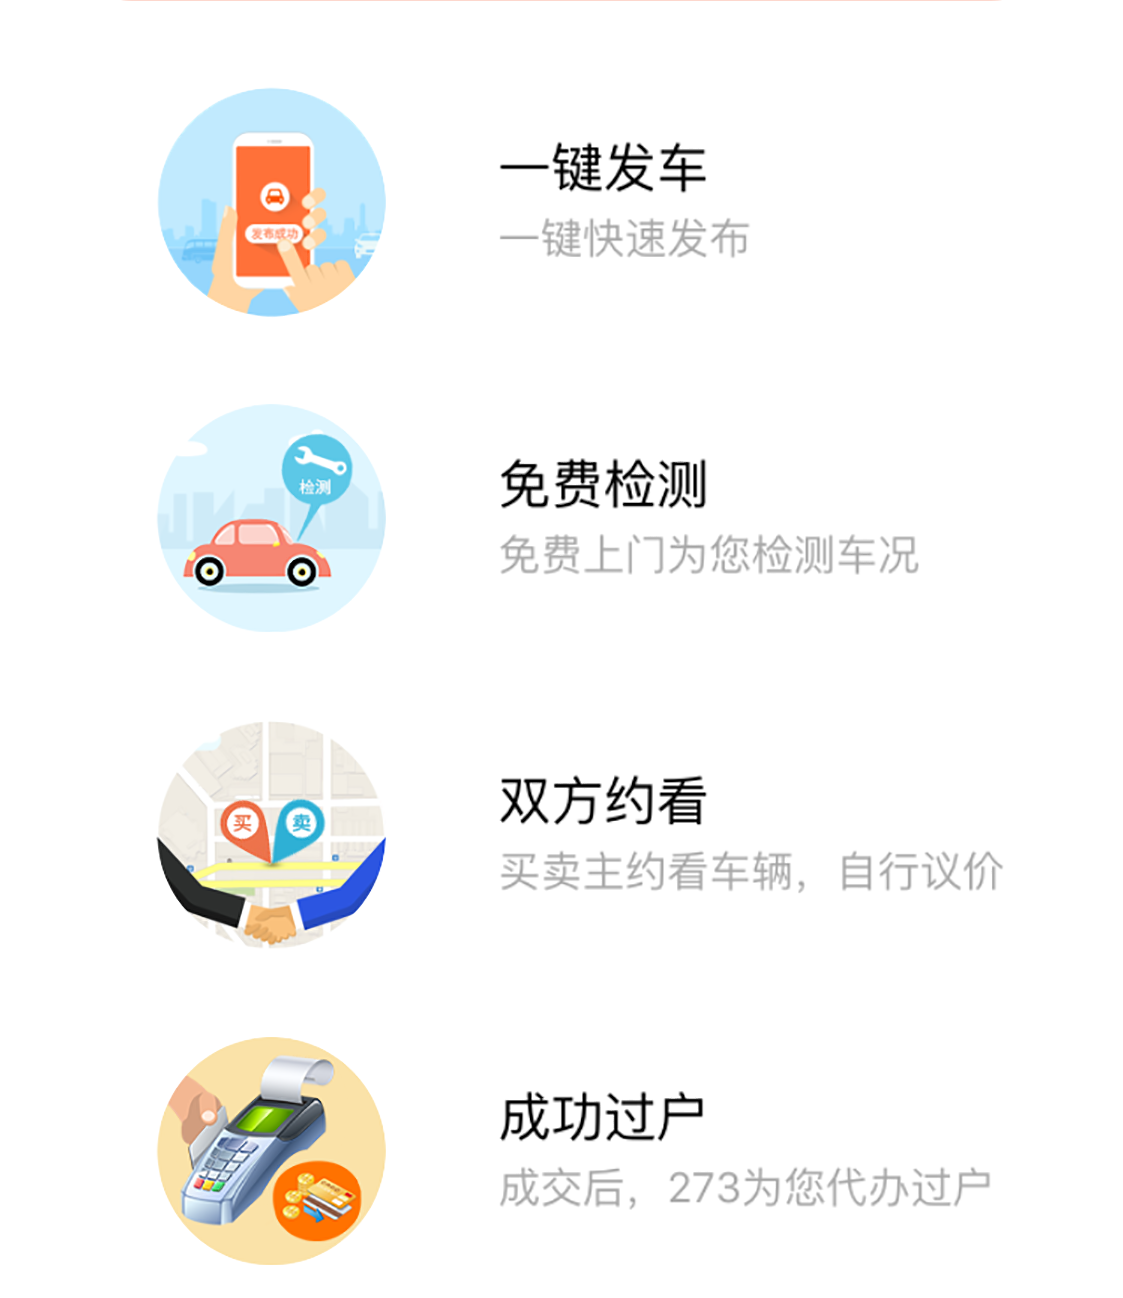 发布成功
一键发车
一键快速发布
检测
免费检测
免费上门为您检测车况
买
卖
双方约看
买卖主约看车辆，自行议价
成功过户
成交后，273为您代办过户